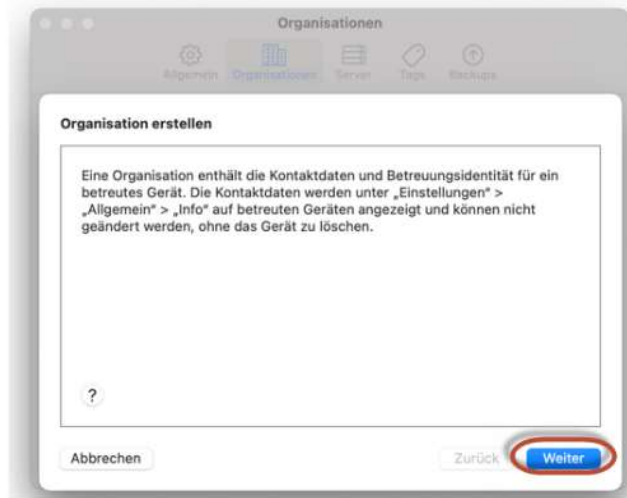 Organisationen
Allgemein Organisationen Server Tags Backups
Organisation erstellen
Eine Organisation enthält die Kontaktdaten und Betreuungsidentität für ein
betreutes Gerät. Die Kontaktdaten werden unter „Einstellungen“ >
„Allgemein“ > „Info“ auf betreuten Geräten angezeigt und können nicht
geändert werden, ohne das Gerät zu löschen.
?
Abbrechen Zurück Weiter